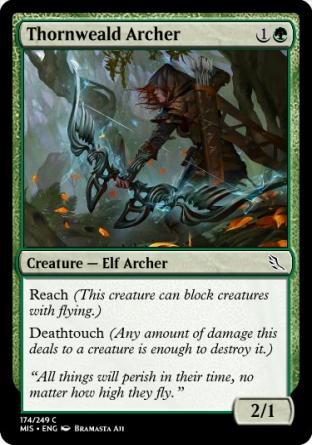 Thornweald Archer 1
Creature — Elf Archer
Reach (This creature can block creatures
with flying.)
Deathtouch (Any amount of damage this
deals to a creature is enough to destroy it.)
“All things will perish in their time, no
matter how high they fly.”
2/1
174/249 C
MIS • ENG Bramasta Aji